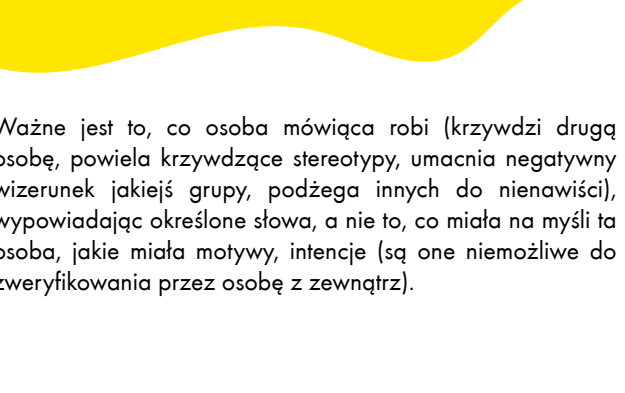 Ważne jest to, co osoba mówiąca robi (krzywdzi drugą
osobę, powiela krzywdzące stereotypy, umacnia negatywny
wizerunek jakiejś grupy, podżega innych do nienawiści),
wypowiadając określone słowa, a nie to, co miała na myśli ta
osoba, jakie miała motywy, intencje (są one niemożliwe do
zweryfikowania przez osobę z zewnątrz).